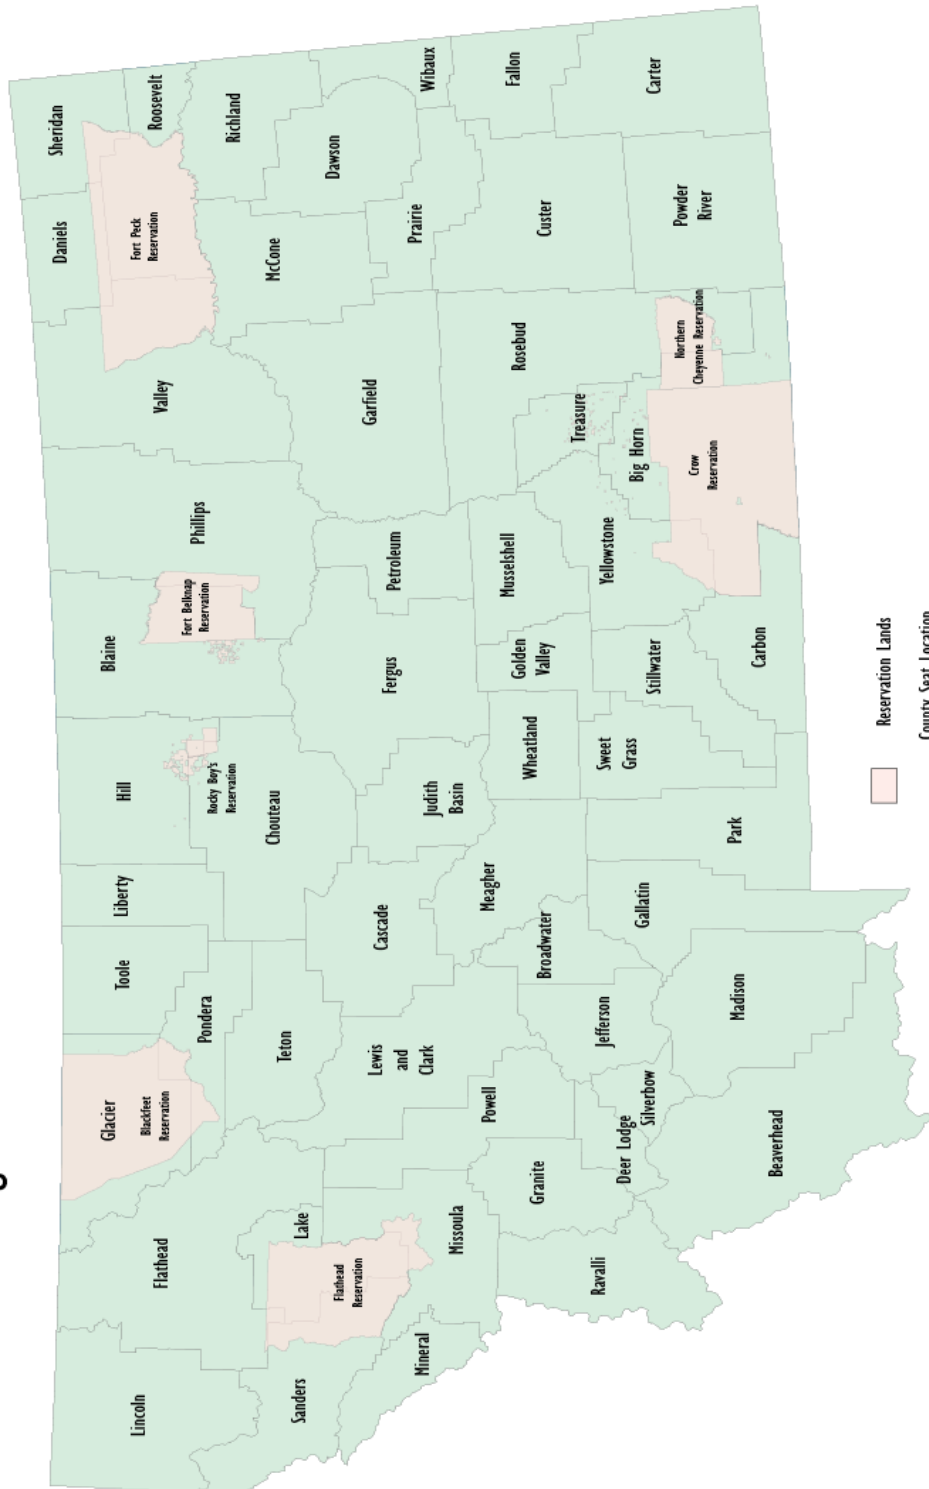 Lincoln
Flathead
Glacier
Blackfeet
Reservation
Toole
Liberty
Hill
Blaine
Phillips
Valley
Daniels
Sheridan
Roosevelt
Fort Peck
Reservation
Richland
Sanders
Lake
Flathead
Reservation
Pondera
Teton
Rocky Boy's
Reservation
Chouteau
Fort Belknap
Reservation
McCone
Dawson
Wibaux
Mineral
Missoula
Powell
Lewis
and
Clark
Cascade
Judith
Basin
Fergus
Petroleum
Garfield
Prairie
Fallon
Granite
Jefferson
Broadwater
Meagher
Wheatland
Golden
Valley
Musselshell
Treasure
Rosebud
Custer
Carter
Ravalli
Deer Lodge
Silverbow
Gallatin
Sweet
Grass
Stillwater
Yellowstone
Big Horn
Northern
Cheyenne Reservation
Powder
River
Beaverhead
Madison
Park
Carbon
Crow
Reservation
Reservation Lands
County Seat Location